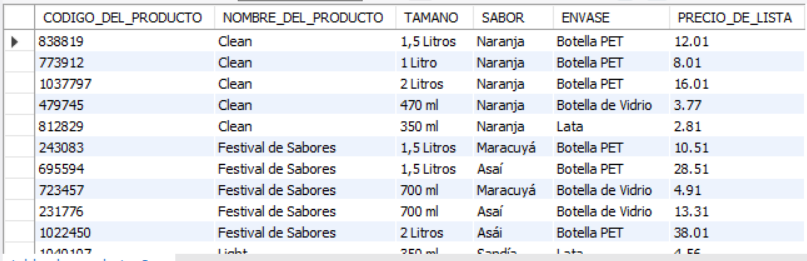 CODIGO_DEL_PRODUCTO NOMBRE_DEL_PRODUCTO TAMANO SABOR ENVASE PRECIO_DE_LISTA
838819 Clean 1,5 Litros Naranja Botella PET 12.01
773912 Clean 1 Litro Naranja Botella PET 8.01
1037797 Clean 2 Litros Naranja Botella PET 16.01
479745 Clean 470 ml Naranja Botella de Vidrio 3.77
812829 Clean 350 ml Naranja Lata 2.81
243083 Festival de Sabores 1,5 Litros Maracuyá Botella PET 10.51
695594 Festival de Sabores 1,5 Litros Asaí Botella PET 28.51
723457 Festival de Sabores 700 ml Maracuyá Botella de Vidrio 4.91
231776 Festival de Sabores 700 ml Asaí Botella de Vidrio 13.31
1022450 Festival de Sabores 2 Litros Asái Botella PET 38.01
Light 350 ml Sandía Lata 4.56